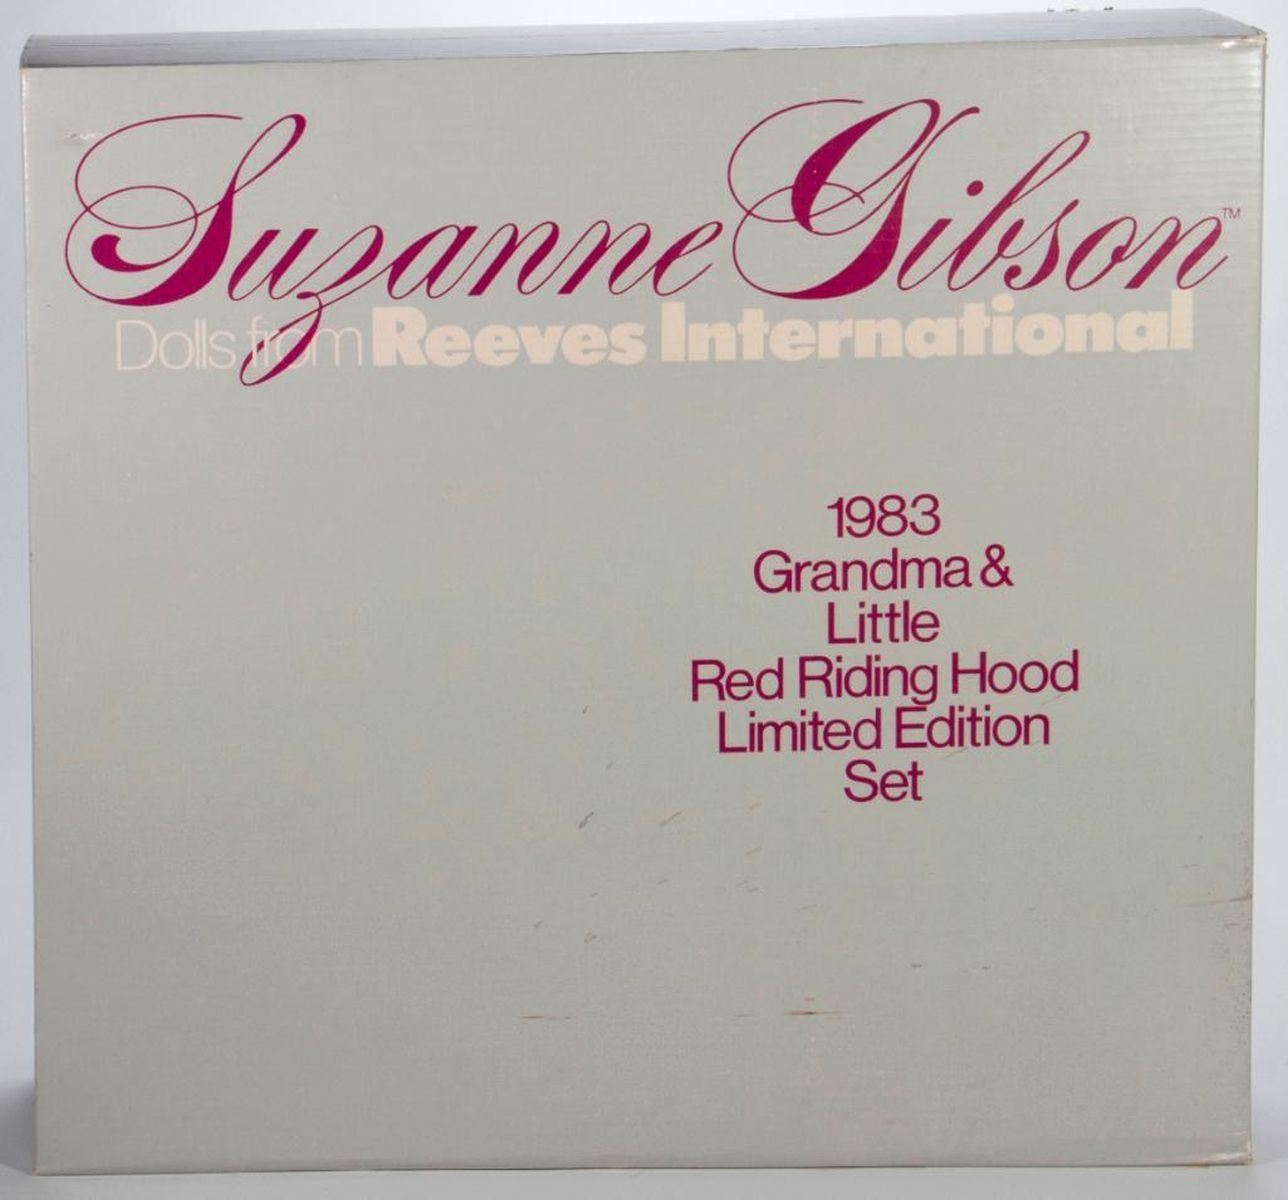 Suzanne Gibson™
Dolls from Reeves International
1983
Grandma &
Little
Red Riding Hood
Limited Edition
Set